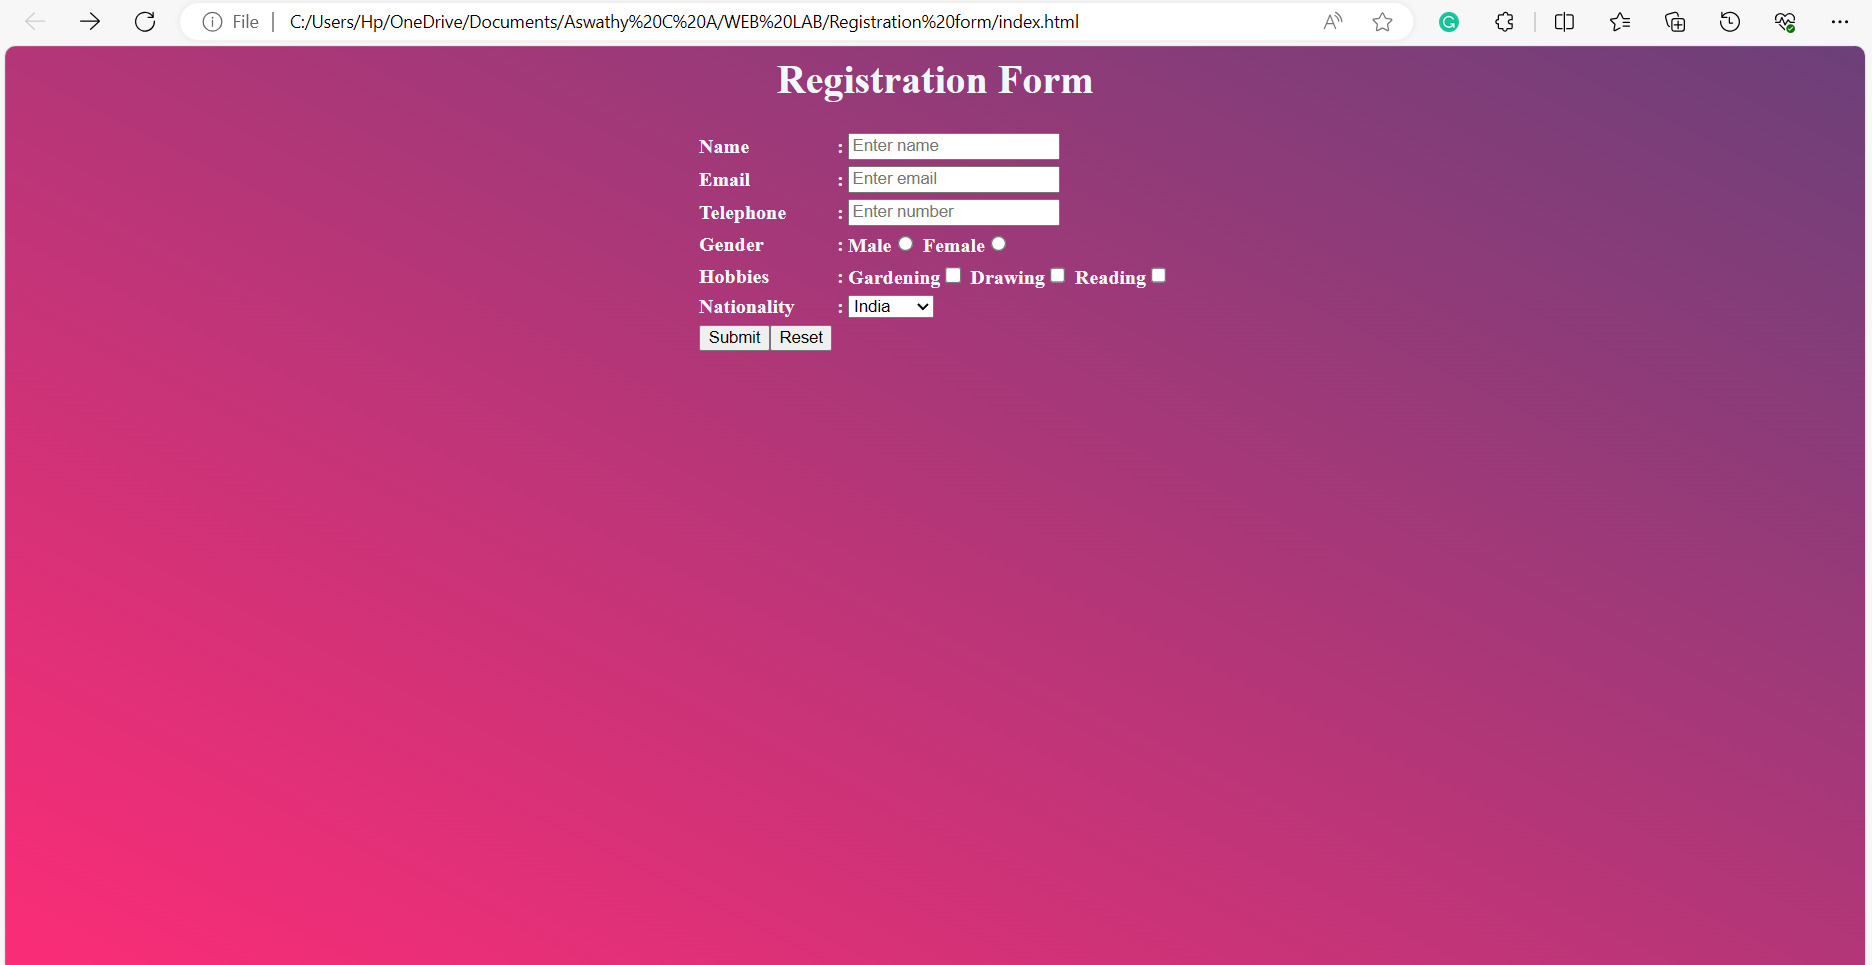 File C:/Users/Hp/OneDrive/Documents/Aswathy%20C%20A/WEB%20LAB/Registration%20form/index.html
Registration Form
Name : Enter name
Email : Enter email
Telephone : Enter number
Gender : Male Female
Hobbies : Gardening Drawing Reading
Nationality : India
Submit Reset